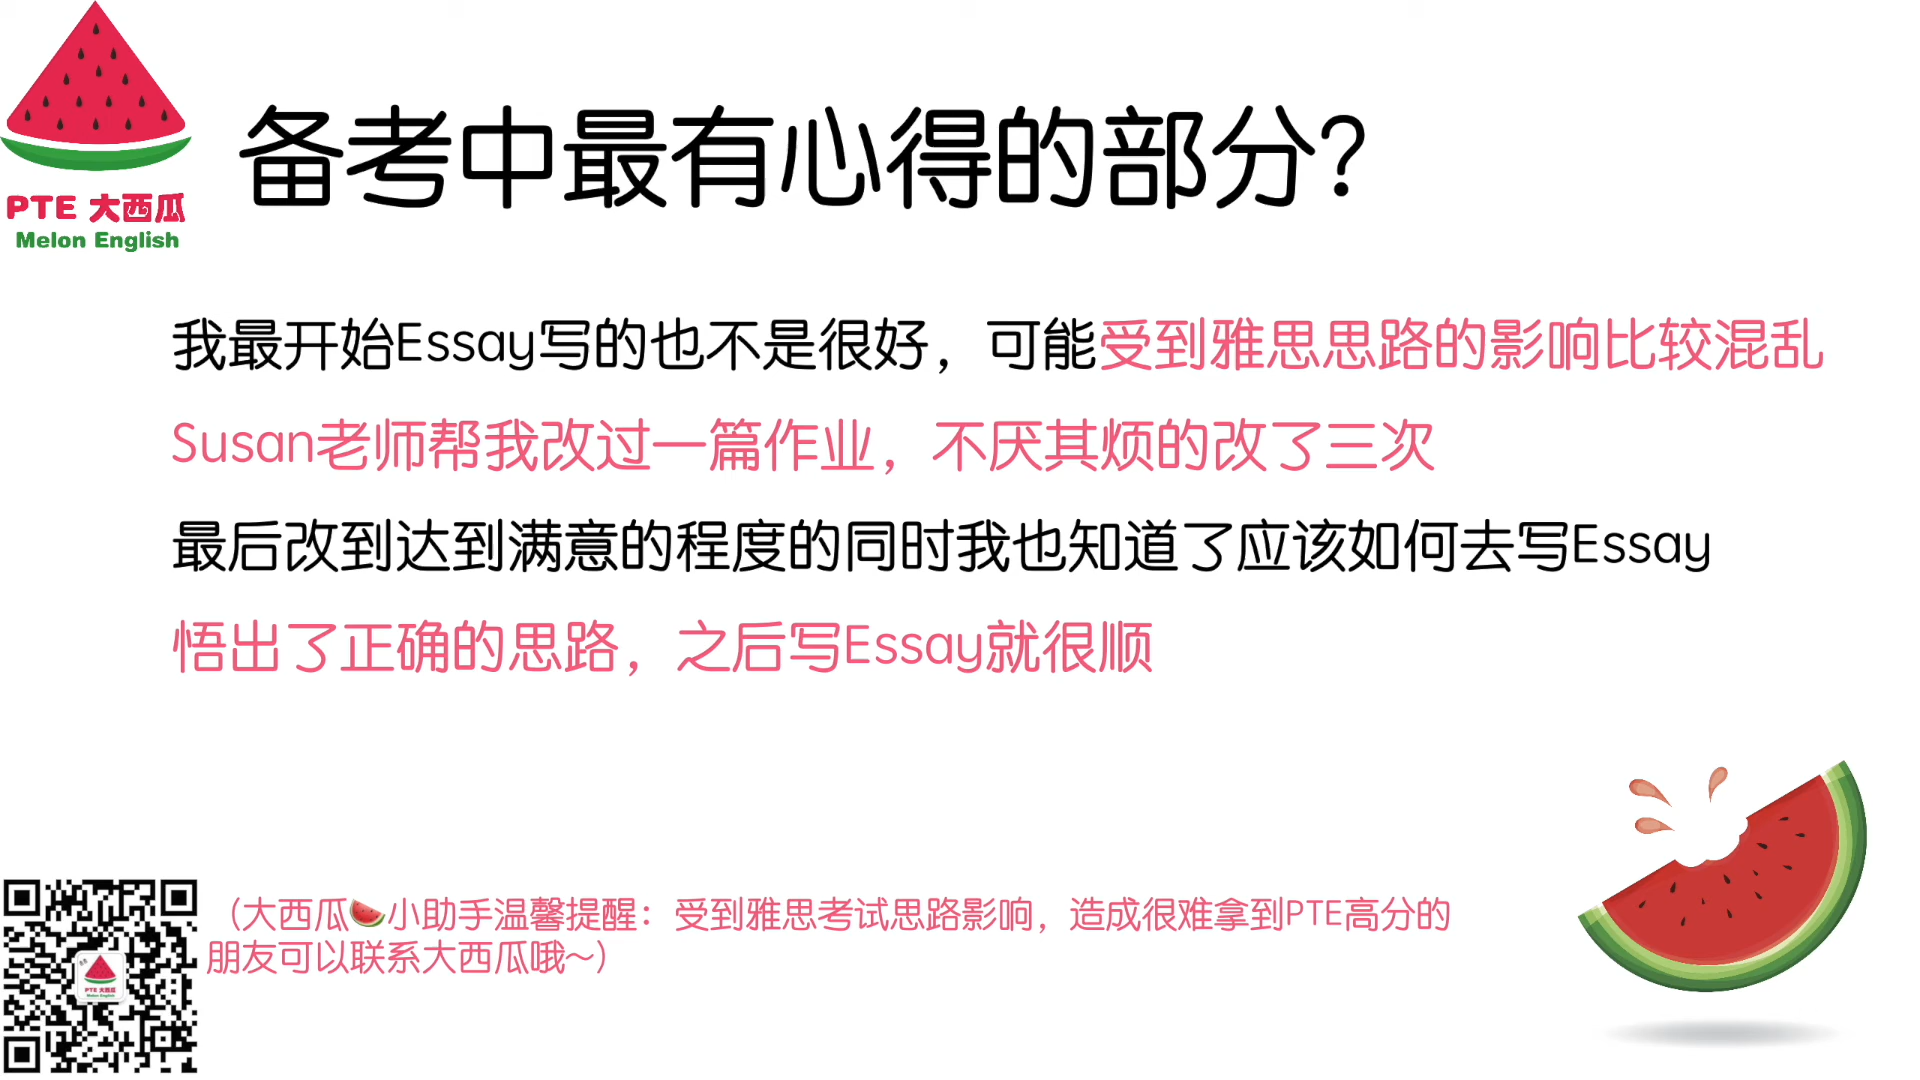 PTE 大西瓜
Melon English
备考中最有心得的部分？
我最开始Essay写的也不是很好，可能受到雅思思路的影响比较混乱
Susan老师帮我改过一篇作业，不厌其烦的改了三次
最后改到达到满意的程度的同时我也知道了应该如何去写Essay
悟出了正确的思路，之后写Essay就很顺
（大西瓜🍉小助手温馨提醒：受到雅思考试思路影响，造成很难拿到PTE高分的
朋友可以联系大西瓜哦～）
PTE 大西瓜
Melon English